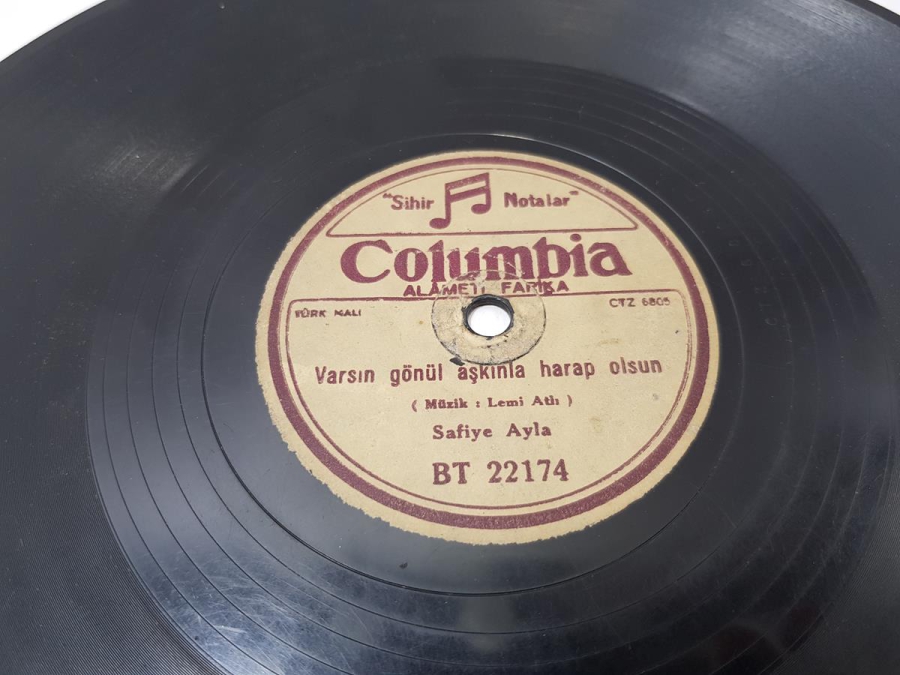 "Sihir Notalar"
Columbia
ALÂMETİ FARİKA
TÜRK MALI CTZ 6805
Varsın gönül aşkınla harap olsun
( Müzik : Lemi Atlı )
Safiye Ayla
BT 22174